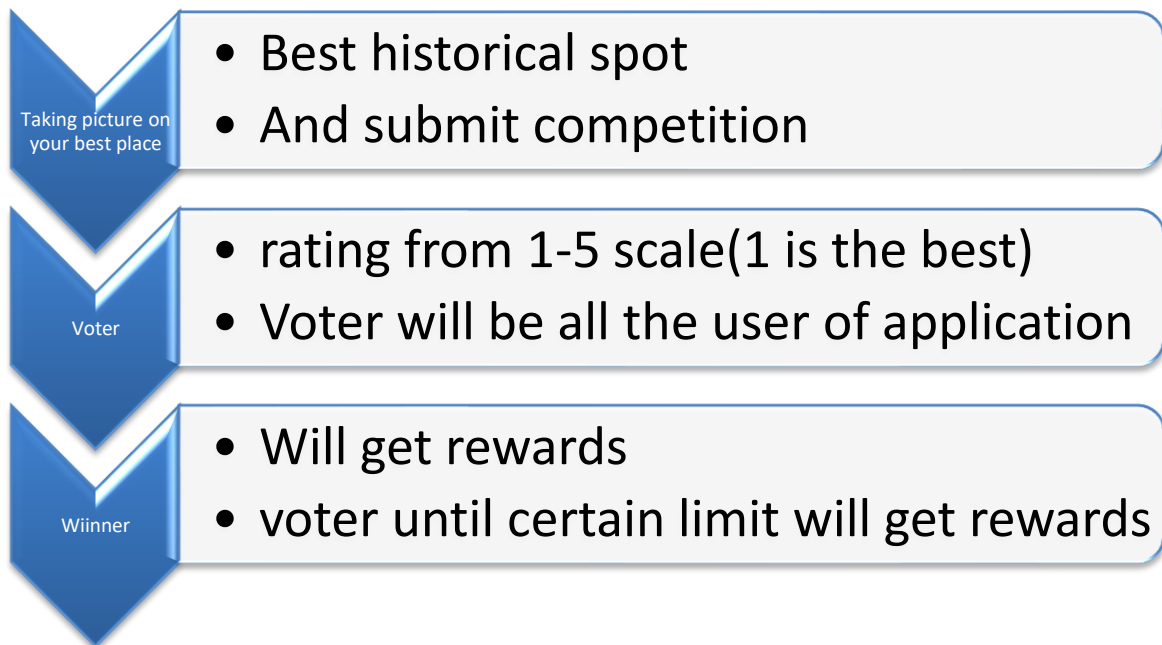 Taking picture on
your best place
• Best historical spot
• And submit competition
Voter
• rating from 1-5 scale(1 is the best)
• Voter will be all the user of application
Wiinner
• Will get rewards
• voter until certain limit will get rewards